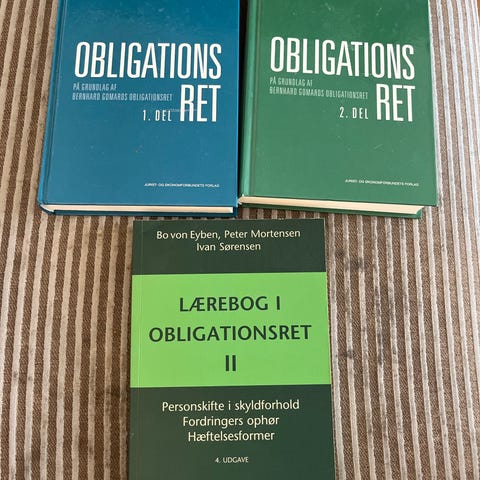 OBLIGATIONS
PÅ GRUNDLAG AF
BERNHARD GOMARDS OBLIGATIONSRET
1. DEL RET
JURIST- OG ØKONOMFORBUNDETS FORLAG
OBLIGATIONS
PÅ GRUNDLAG AF
BERNHARD GOMARDS OBLIGATIONSRET
2. DEL RET
JURIST- OG ØKONOMFORBUNDETS FORLAG
Bo von Eyben, Peter Mortensen
Ivan Sørensen
LÆREBOG I
OBLIGATIONSRET
II
Personskifte i skyldforhold
Fordringers ophør
Hæftelsesformer
4. UDGAVE